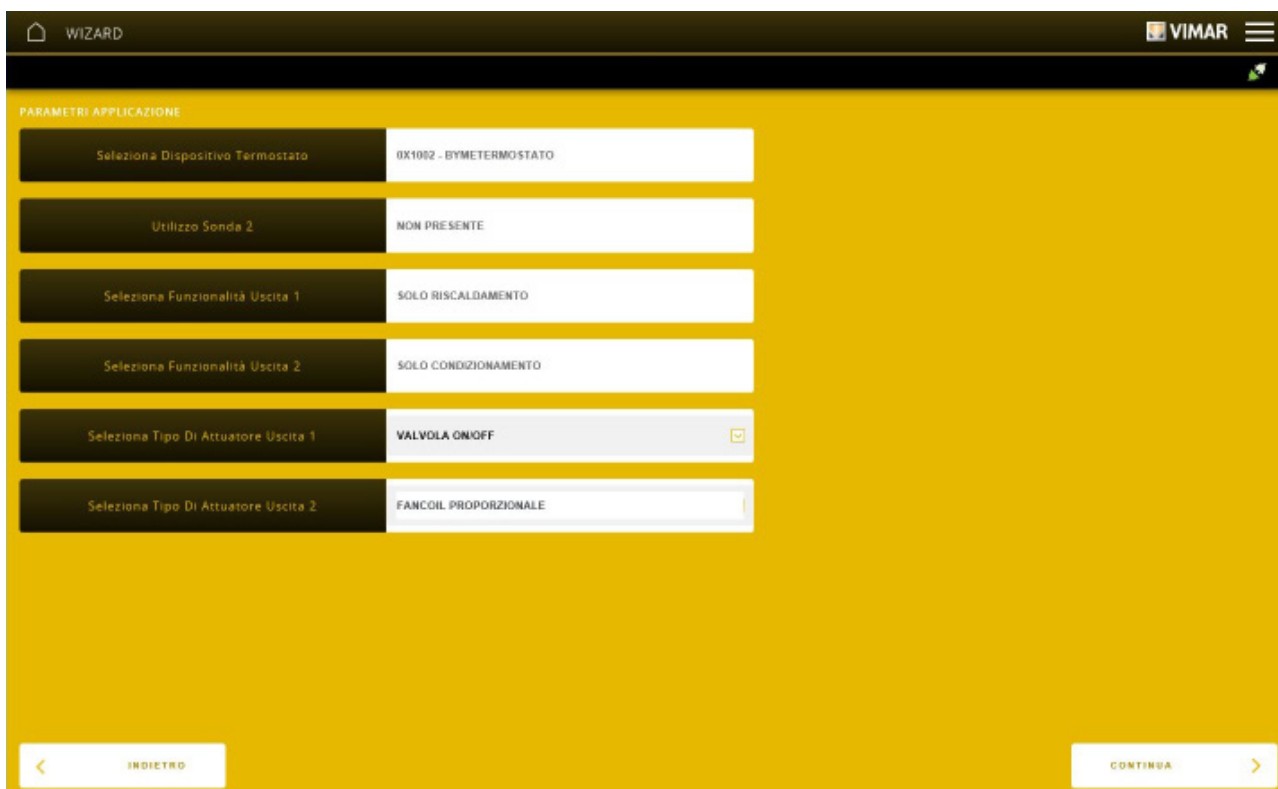 WIZARD
VIMAR
PARAMETRI APPLICAZIONE
Seleziona Dispositivo Termostato
0X1002 - BYMETERMOSTATO
Utilizzo Sonda 2
NON PRESENTE
Seleziona Funzionalità Uscita 1
SOLO RISCALDAMENTO
Seleziona Funzionalità Uscita 2
SOLO CONDIZIONAMENTO
Seleziona Tipo Di Attuatore Uscita 1
VALVOLA ON/OFF
Seleziona Tipo Di Attuatore Uscita 2
FANCOIL PROPORZIONALE
INDIETRO
CONTINUA